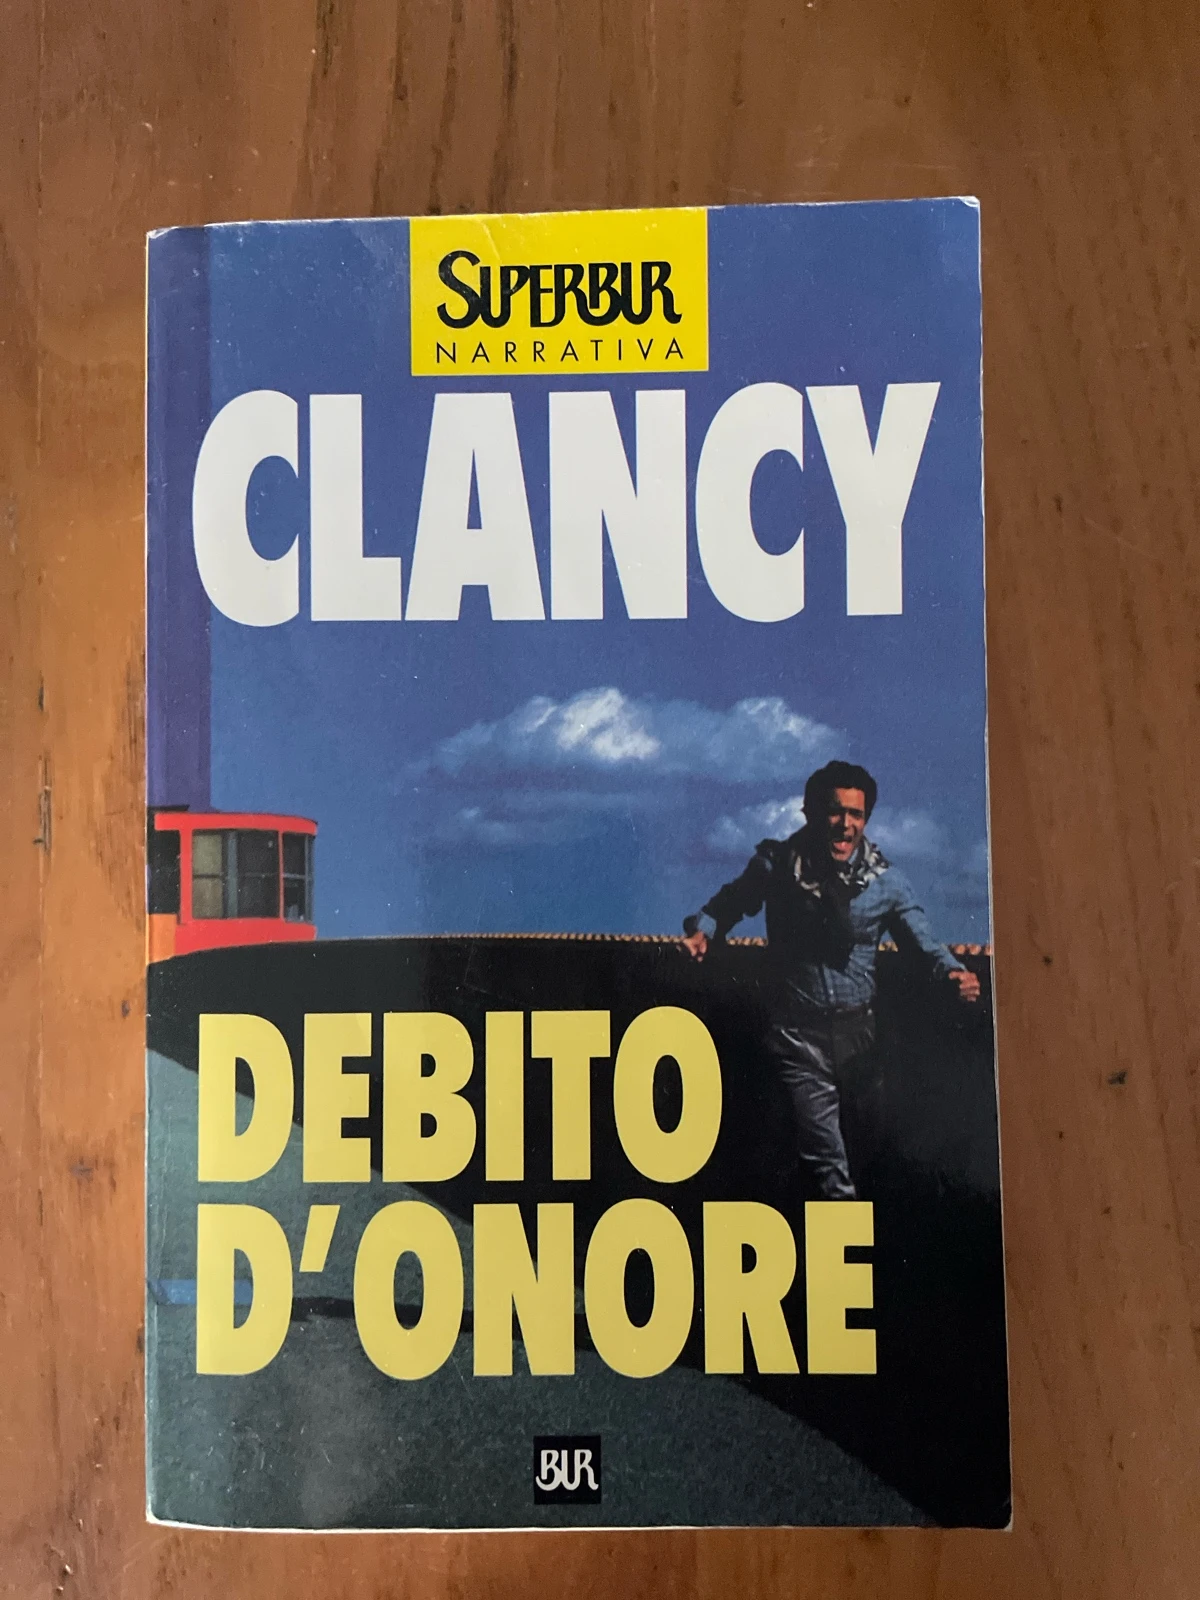 SUPERBUR
NARRATIVA
CLANCY
DEBITO
D'ONORE
BUR